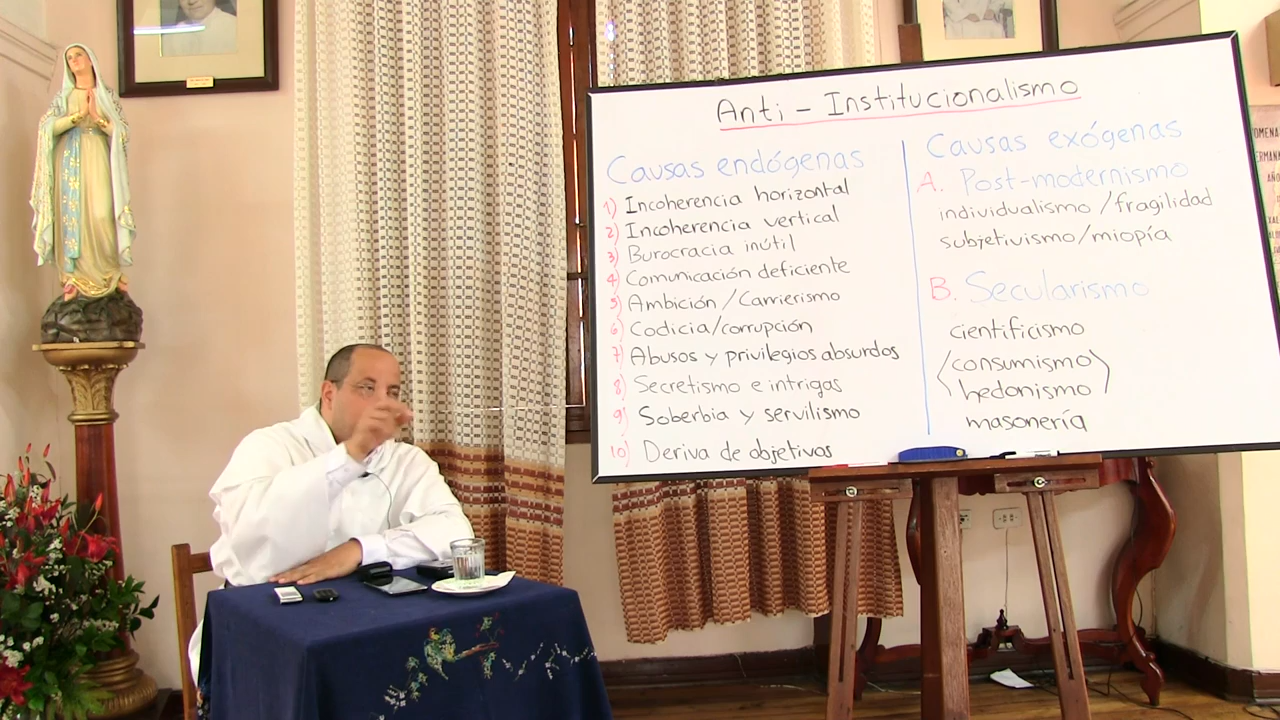 Anti - Institucionalismo
Causas endógenas
1) Incoherencia horizontal
2) Incoherencia vertical
3) Burocracia inútil
4) Comunicación deficiente
5) Ambición / Carrierismo
6) Codicia/corrupción
7) Abusos y privilegios absurdos
8) Secretismo e intrigas
9) Soberbia y servilismo
10) Deriva de objetivos
Causas exógenas
A. Post-modernismo
individualismo / fragilidad
subjetivismo/miopía
B. Secularismo
cientificismo
consumismo
hedonismo
masonería